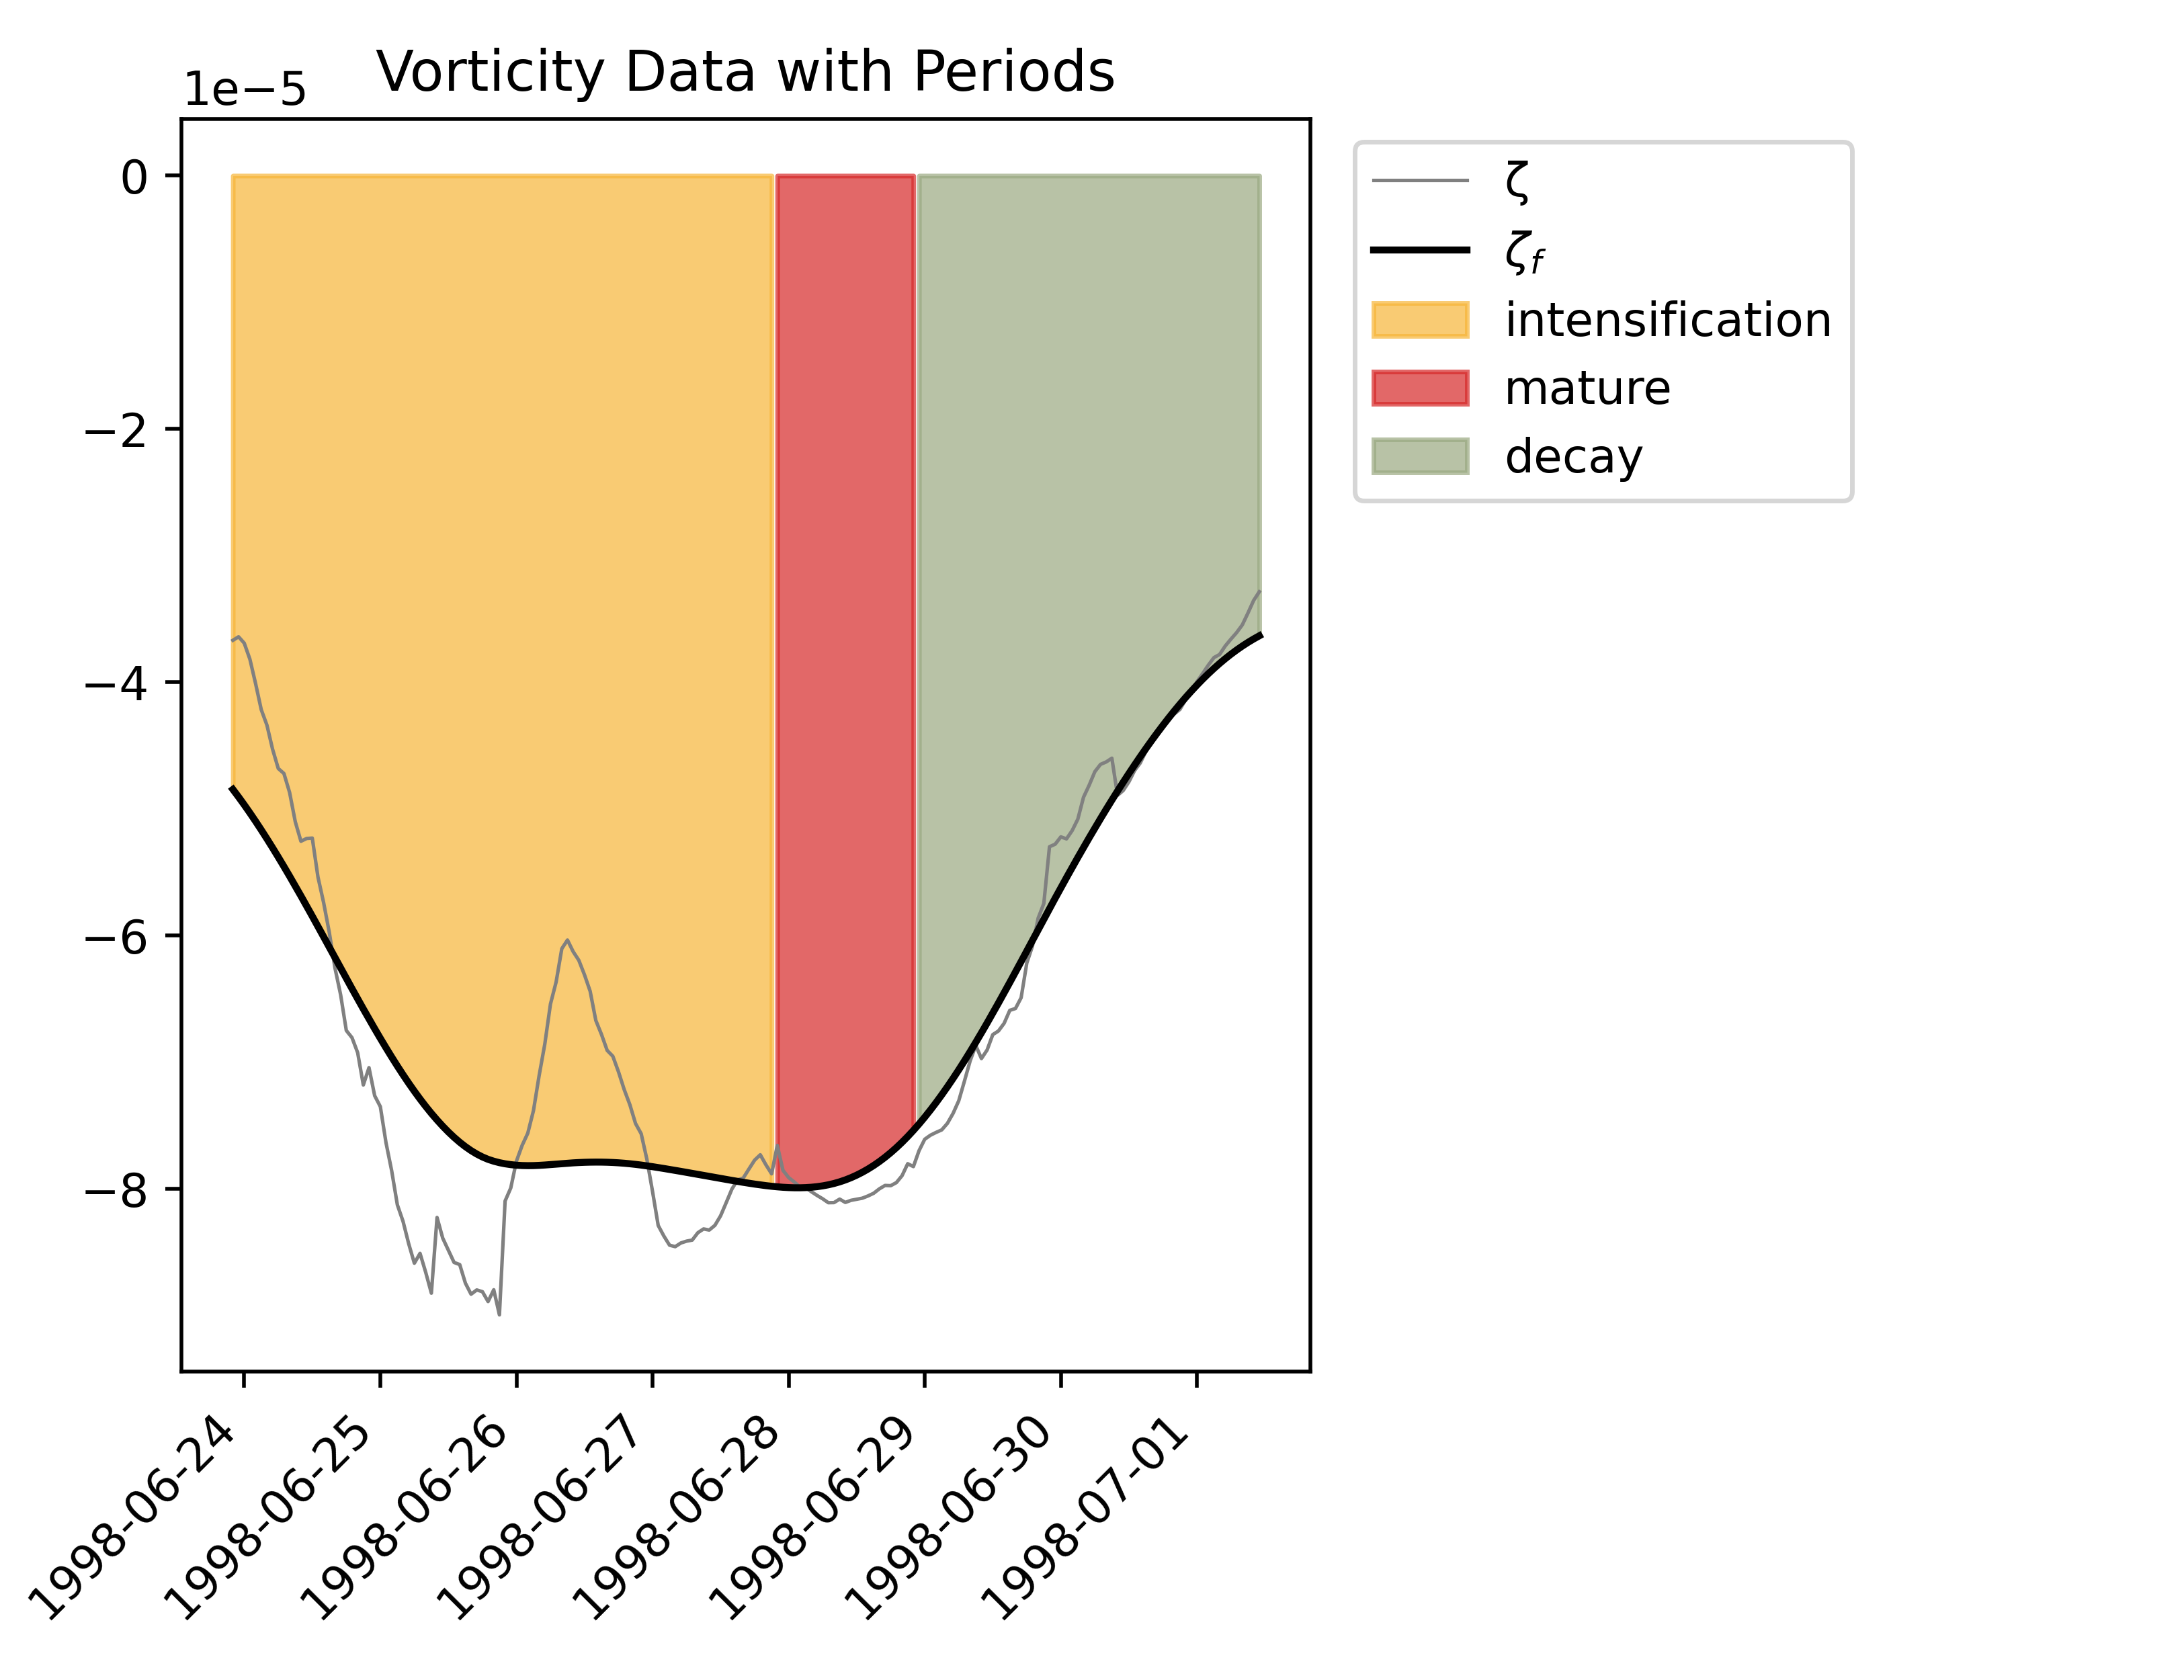 Vorticity Data with Periods
1e−5
0
−2
−4
−6
−8
1998-06-24
1998-06-25
1998-06-26
1998-06-27
1998-06-28
1998-06-29
1998-06-30
1998-07-01
ζ
ζf
intensification
mature
decay